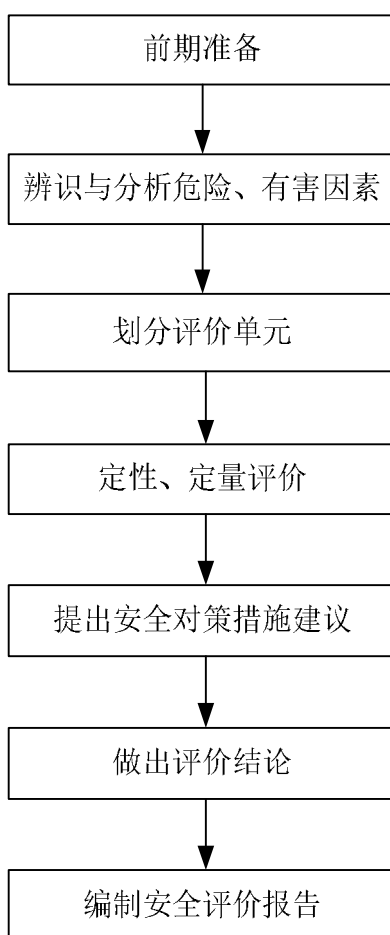 前期准备
辨识与分析危险、有害因素
划分评价单元
定性、定量评价
提出安全对策措施建议
做出评价结论
编制安全评价报告